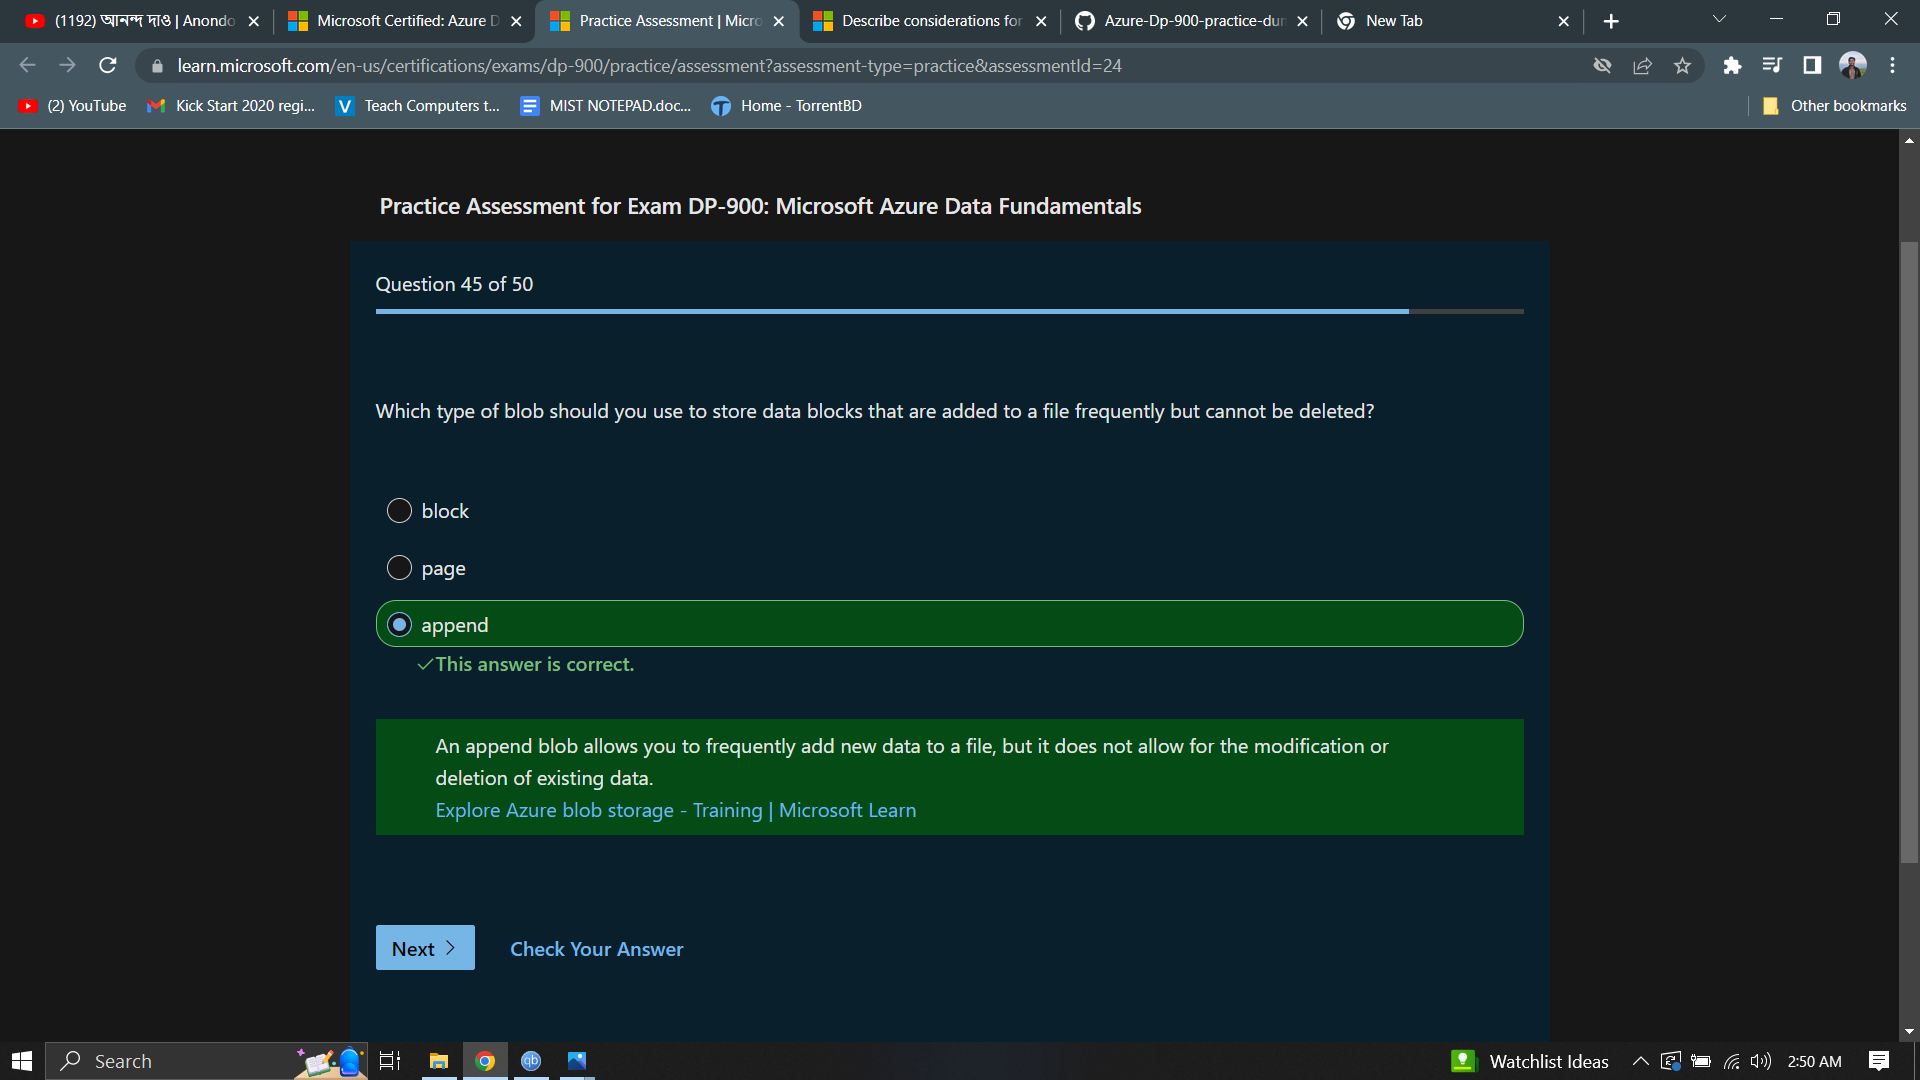 (1192) আনন্দ দাও | Anondo
Microsoft Certified: Azure D
Practice Assessment | Micro
Describe considerations for
Azure-Dp-900-practice-dum
New Tab
learn.microsoft.com/en-us/certifications/exams/dp-900/practice/assessment?assessment-type=practice&assessmentId=24
(2) YouTube
Kick Start 2020 regi...
Teach Computers t...
MIST NOTEPAD.doc...
Home - TorrentBD
Other bookmarks
Practice Assessment for Exam DP-900: Microsoft Azure Data Fundamentals
Question 45 of 50
Which type of blob should you use to store data blocks that are added to a file frequently but cannot be deleted?
block
page
append
This answer is correct.
An append blob allows you to frequently add new data to a file, but it does not allow for the modification or
deletion of existing data.
Explore Azure blob storage - Training | Microsoft Learn
Next
Check Your Answer
Search
qb
Watchlist Ideas
2:50 AM